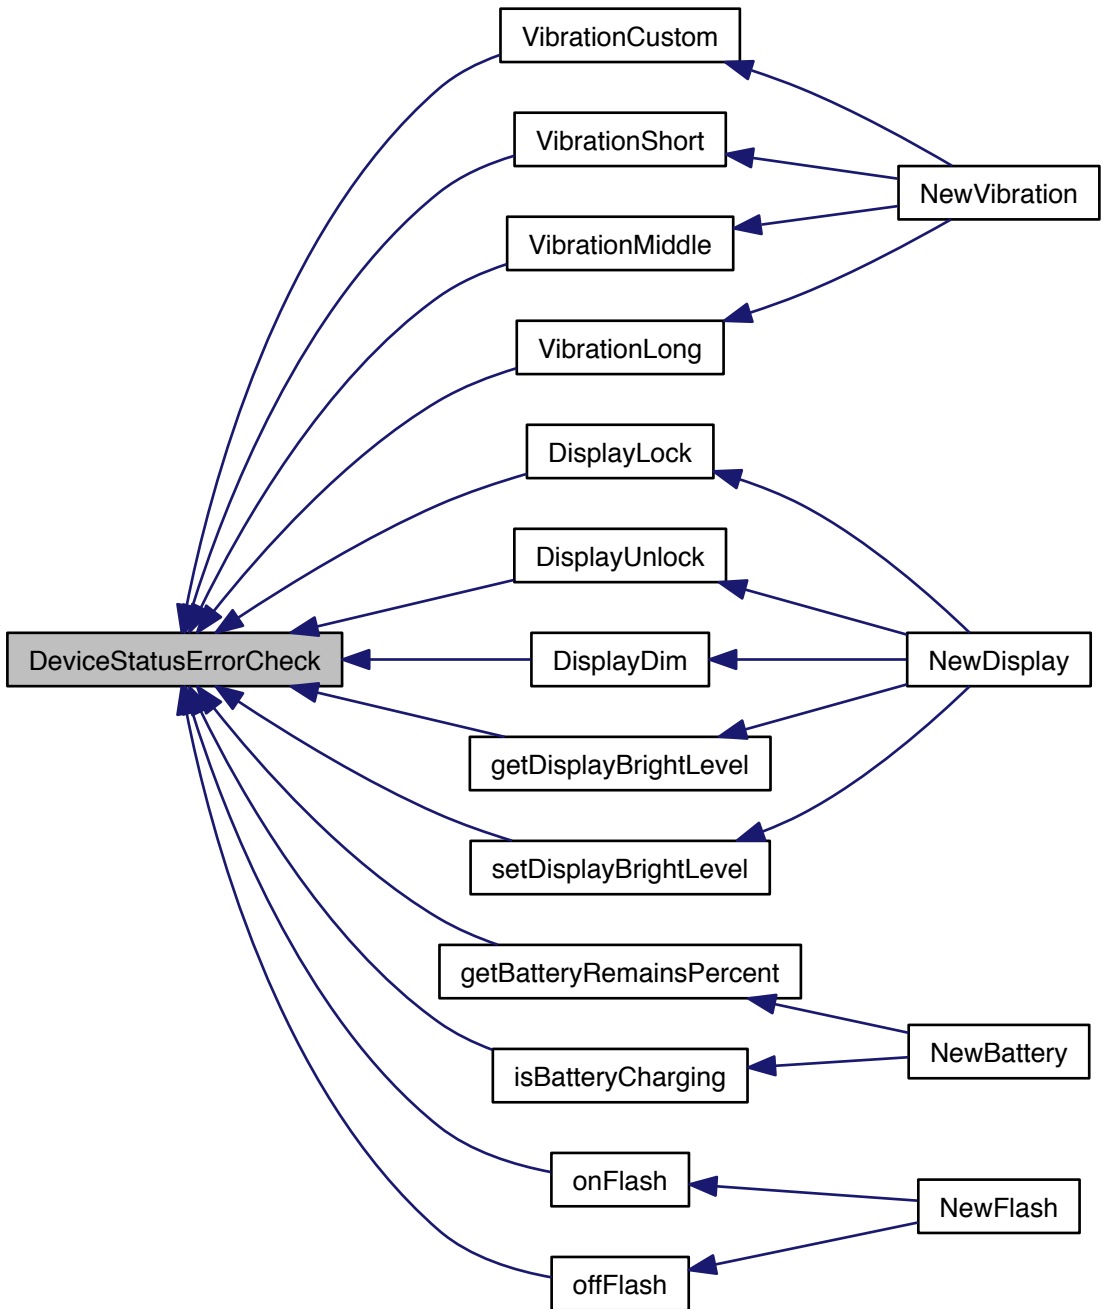 VibrationCustom
VibrationShort
NewVibration
VibrationMiddle
VibrationLong
DisplayLock
DisplayUnlock
DeviceStatusErrorCheck
DisplayDim
NewDisplay
getDisplayBrightLevel
setDisplayBrightLevel
getBatteryRemainsPercent
NewBattery
isBatteryCharging
onFlash
NewFlash
offFlash